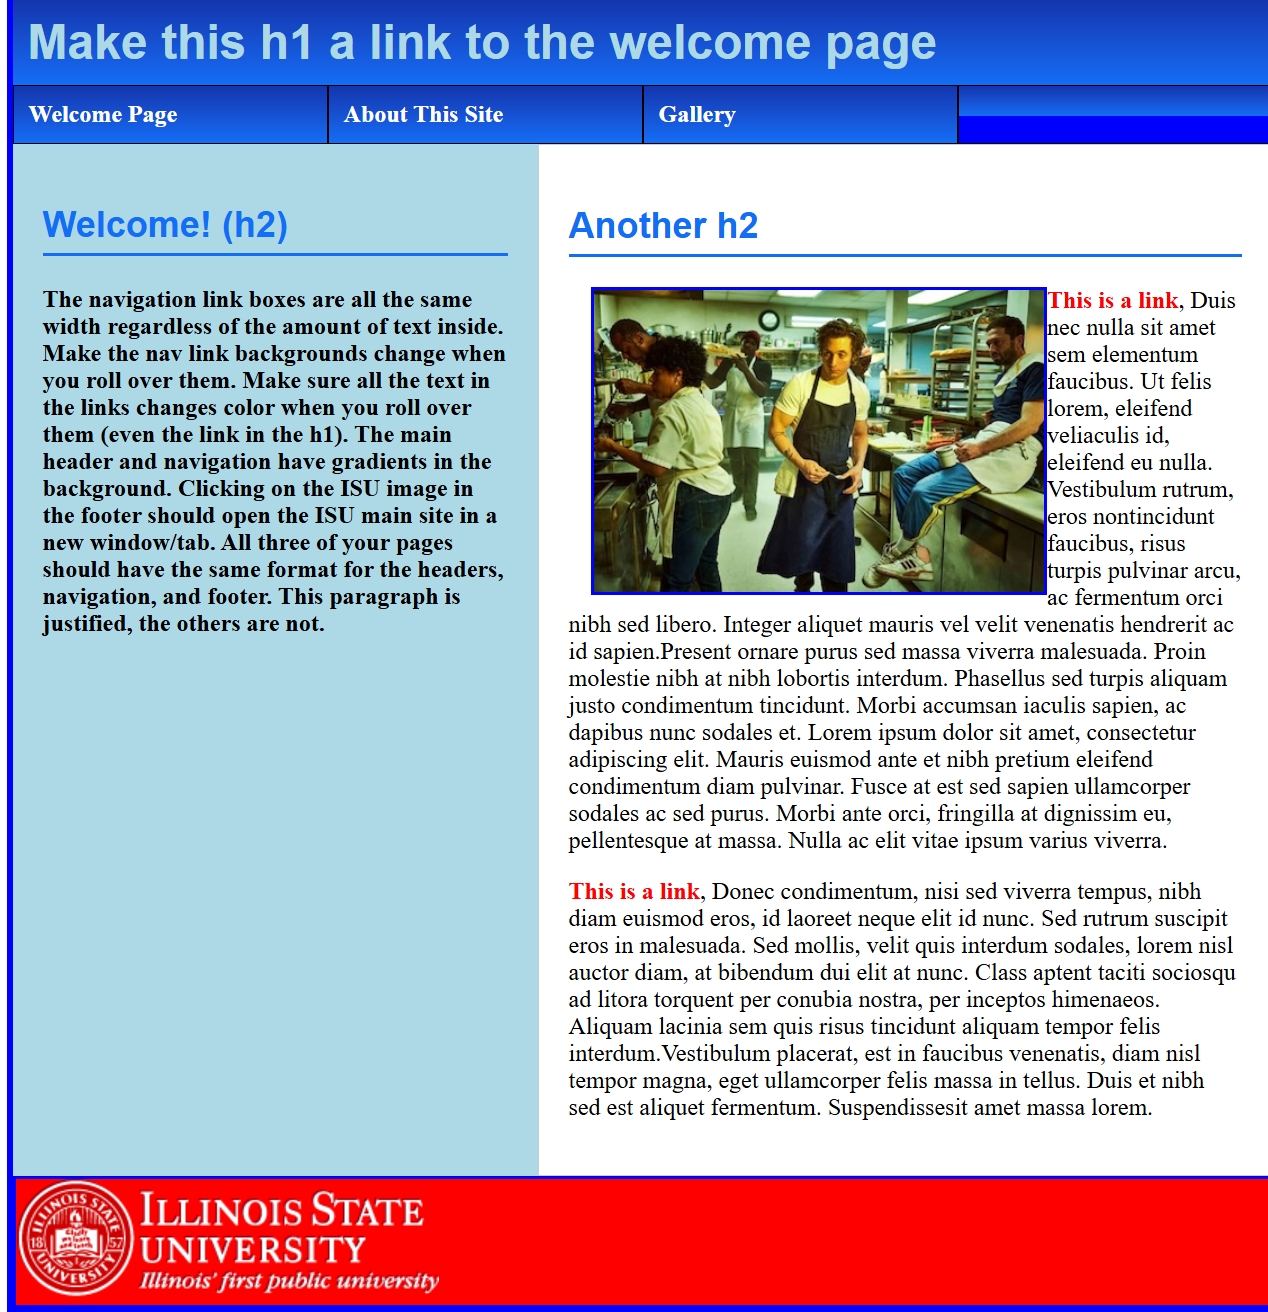 Make this h1 a link to the welcome page
Welcome Page
About This Site
Gallery
Welcome! (h2)
The navigation link boxes are all the same
width regardless of the amount of text inside.
Make the nav link backgrounds change when
you roll over them. Make sure all the text in
the links changes color when you roll over
them (even the link in the h1). The main
header and navigation have gradients in the
background. Clicking on the ISU image in
the footer should open the ISU main site in a
new window/tab. All three of your pages
should have the same format for the headers,
navigation, and footer. This paragraph is
justified, the others are not.
Another h2
This is a link, Duis
nec nulla sit amet
sem elementum
faucibus. Ut felis
lorem, eleifend
veliaculis id,
eleifend eu nulla.
Vestibulum rutrum,
eros nontincidunt
faucibus, risus
turpis pulvinar arcu,
ac fermentum orci
nibh sed libero. Integer aliquet mauris vel velit venenatis hendrerit ac
id sapien.Present ornare purus sed massa viverra malesuada. Proin
molestie nibh at nibh lobortis interdum. Phasellus sed turpis aliquam
justo condimentum tincidunt. Morbi accumsan iaculis sapien, ac
dapibus nunc sodales et. Lorem ipsum dolor sit amet, consectetur
adipiscing elit. Mauris euismod ante et nibh pretium eleifend
condimentum diam pulvinar. Fusce at est sed sapien ullamcorper
sodales ac sed purus. Morbi ante orci, fringilla at dignissim eu,
pellentesque at massa. Nulla ac elit vitae ipsum varius viverra.
This is a link, Donec condimentum, nisi sed viverra tempus, nibh
diam euismod eros, id laoreet neque elit id nunc. Sed rutrum suscipit
eros in malesuada. Sed mollis, velit quis interdum sodales, lorem nisl
auctor diam, at bibendum dui elit at nunc. Class aptent taciti sociosqu
ad litora torquent per conubia nostra, per inceptos himenaeos.
Aliquam lacinia sem quis risus tincidunt aliquam tempor felis
interdum.Vestibulum placerat, est in faucibus venenatis, diam nisl
tempor magna, eget ullamcorper felis massa in tellus. Duis et nibh
sed est aliquet fermentum. Suspendissesit amet massa lorem.
ILLINOIS STATE
UNIVERSITY
18 57
ILLINOIS STATE
UNIVERSITY
Illinois' first public university